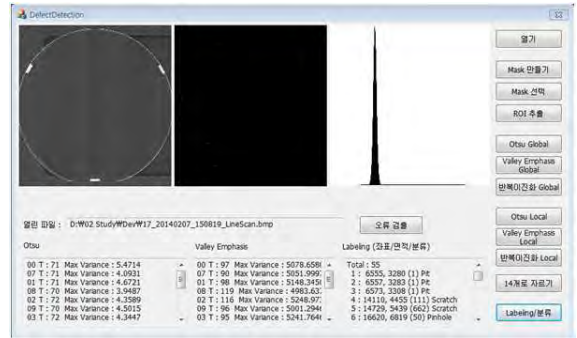 DefectDetection
열기
Mask 만들기
Mask 선택
ROI 추출
Otsu Global
Valley Emphasis
Global
반복이진화 Global
Otsu Local
Valley Emphasis
Local
반복이진화 Local
14개로 자르기
Labeling/분류
열린 파일 : D:₩02 Study₩Dev₩17_20140207_150819_LineScan.bmp
오류 검출
Otsu
00 T : 71 Max Variance : 5.4714
07 T : 71 Max Variance : 4.0931
01 T : 71 Max Variance : 4.6721
08 T : 70 Max Variance : 3.9487
02 T : 72 Max Variance : 4.3589
09 T : 70 Max Variance : 4.5015
03 T : 72 Max Variance : 4.3447
Valley Emphasis
00 T : 97 Max Variance : 5078.658
07 T : 90 Max Variance : 5051.999
01 T : 98 Max Variance : 5148.345
08 T : 119 Max Variance : 4983.63
02 T : 116 Max Variance : 5248.97
09 T : 96 Max Variance : 5001.294
03 T : 95 Max Variance : 5241.764
Labeling (좌표/면적/분류)
Total : 55
1 : 6555, 3280 (1) Pit
2 : 6557, 3283 (1) Pit
3 : 6573, 3308 (1) Pit
4 : 14110, 4455 (111) Scratch
5 : 14729, 5439 (662) Scratch
6 : 16620, 6819 (50) Pinhole